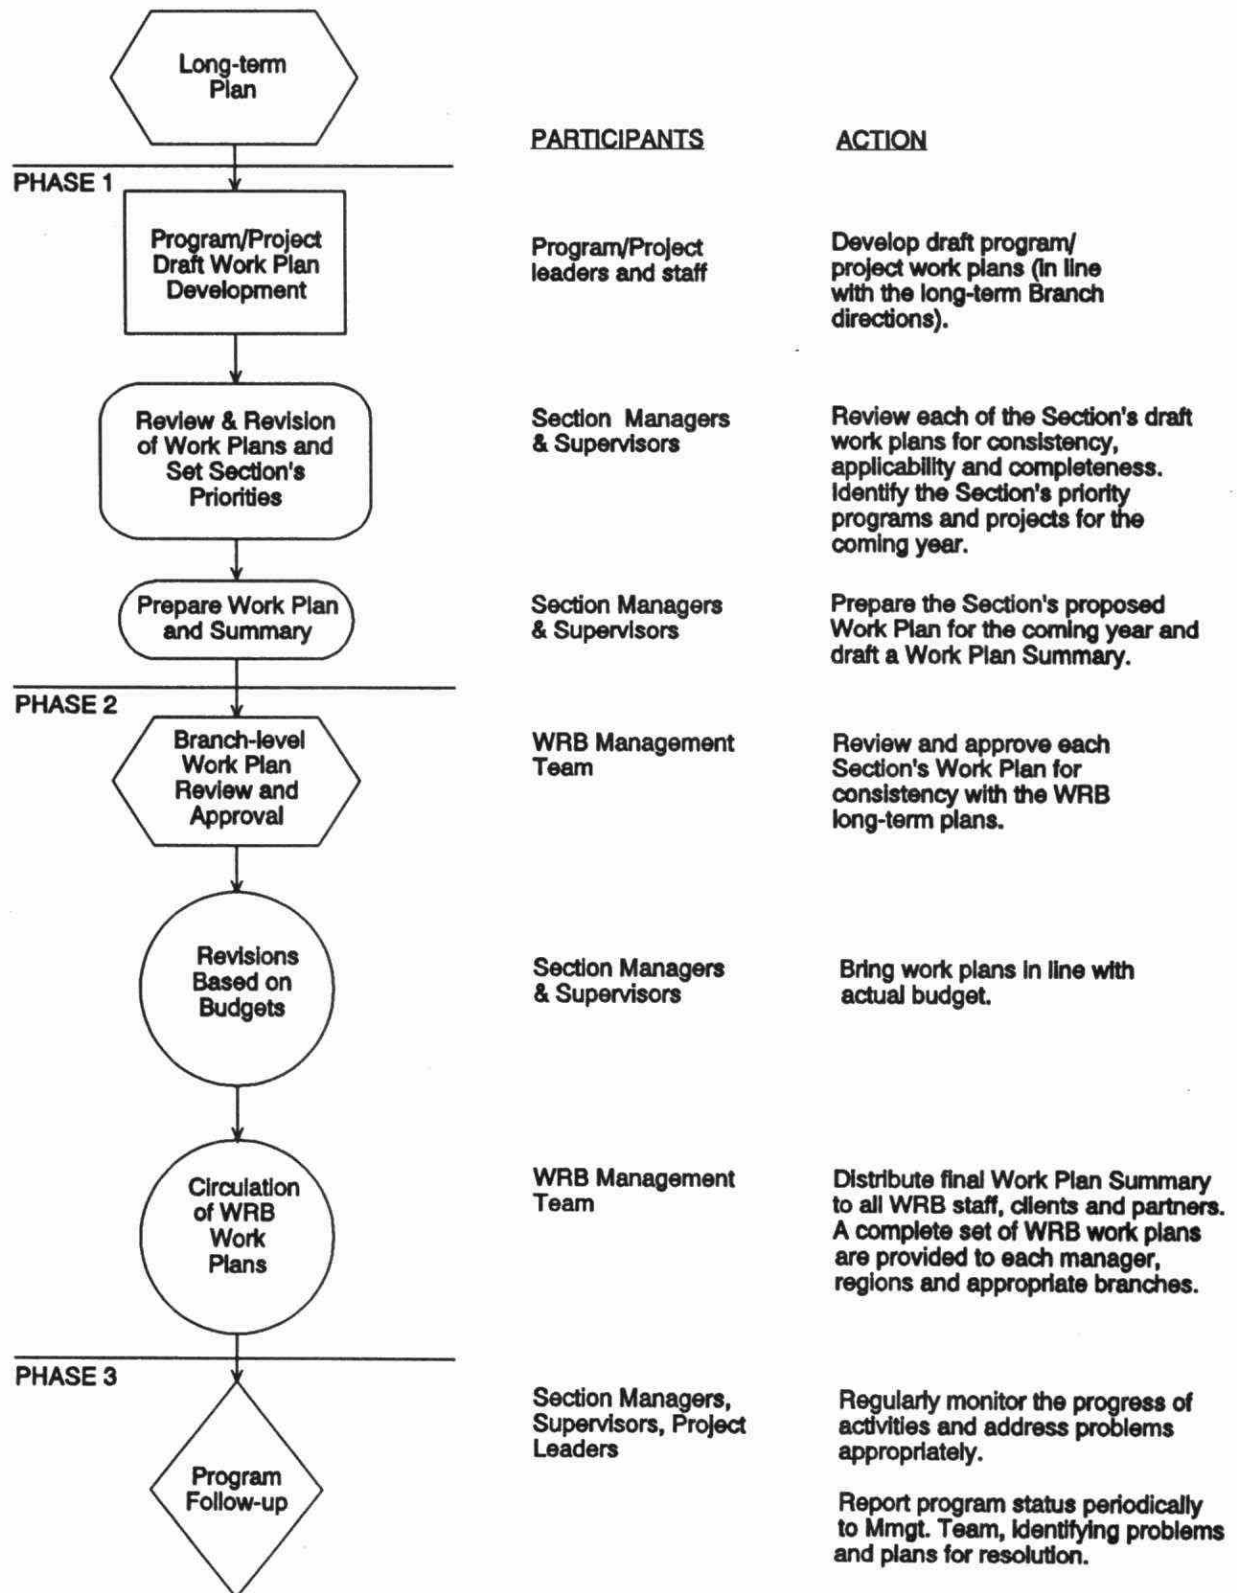 Long-term
Plan
PARTICIPANTS
ACTION
PHASE 1
Program/Project
Draft Work Plan
Development
Program/Project
leaders and staff
Develop draft program/
project work plans (in line
with the long-term Branch
directions).
Review & Revision
of Work Plans and
Set Section's
Priorities
Section Managers
& Supervisors
Review each of the Section's draft
work plans for consistency,
applicability and completeness.
Identify the Section's priority
programs and projects for the
coming year.
Prepare Work Plan
and Summary
Section Managers
& Supervisors
Prepare the Section's proposed
Work Plan for the coming year and
draft a Work Plan Summary.
PHASE 2
Branch-level
Work Plan
Review and
Approval
WRB Management
Team
Review and approve each
Section's Work Plan for
consistency with the WRB
long-term plans.
Revisions
Based on
Budgets
Section Managers
& Supervisors
Bring work plans in line with
actual budget.
Circulation
of WRB
Work
Plans
WRB Management
Team
Distribute final Work Plan Summary
to all WRB staff, clients and partners.
A complete set of WRB work plans
are provided to each manager,
regions and appropriate branches.
PHASE 3
Program
Follow-up
Section Managers,
Supervisors, Project
Leaders
Regularly monitor the progress of
activities and address problems
appropriately.
Report program status periodically
to Mmgt. Team, identifying problems
and plans for resolution.